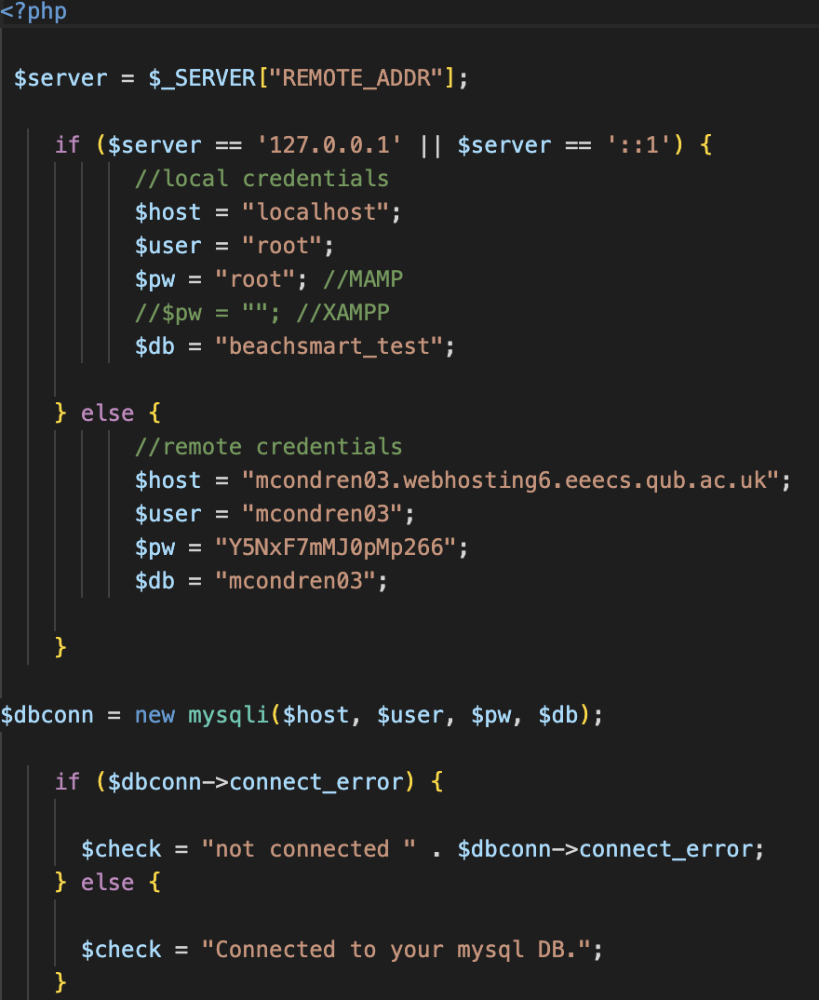 <?php
$server = $_SERVER["REMOTE_ADDR"];
if ($server == '127.0.0.1' || $server == '::1') {
//local credentials
$host = "localhost";
$user = "root";
$pw = "root"; //MAMP
//$pw = ""; //XAMPP
$db = "beachsmart_test";
} else {
//remote credentials
$host = "mcondren03.webhosting6.eeecs.qub.ac.uk";
$user = "mcondren03";
$pw = "Y5NxF7mMJ0pMp266";
$db = "mcondren03";
}
$dbconn = new mysqli($host, $user, $pw, $db);
if ($dbconn->connect_error) {
$check = "not connected " . $dbconn->connect_error;
} else {
$check = "Connected to your mysql DB.";
}